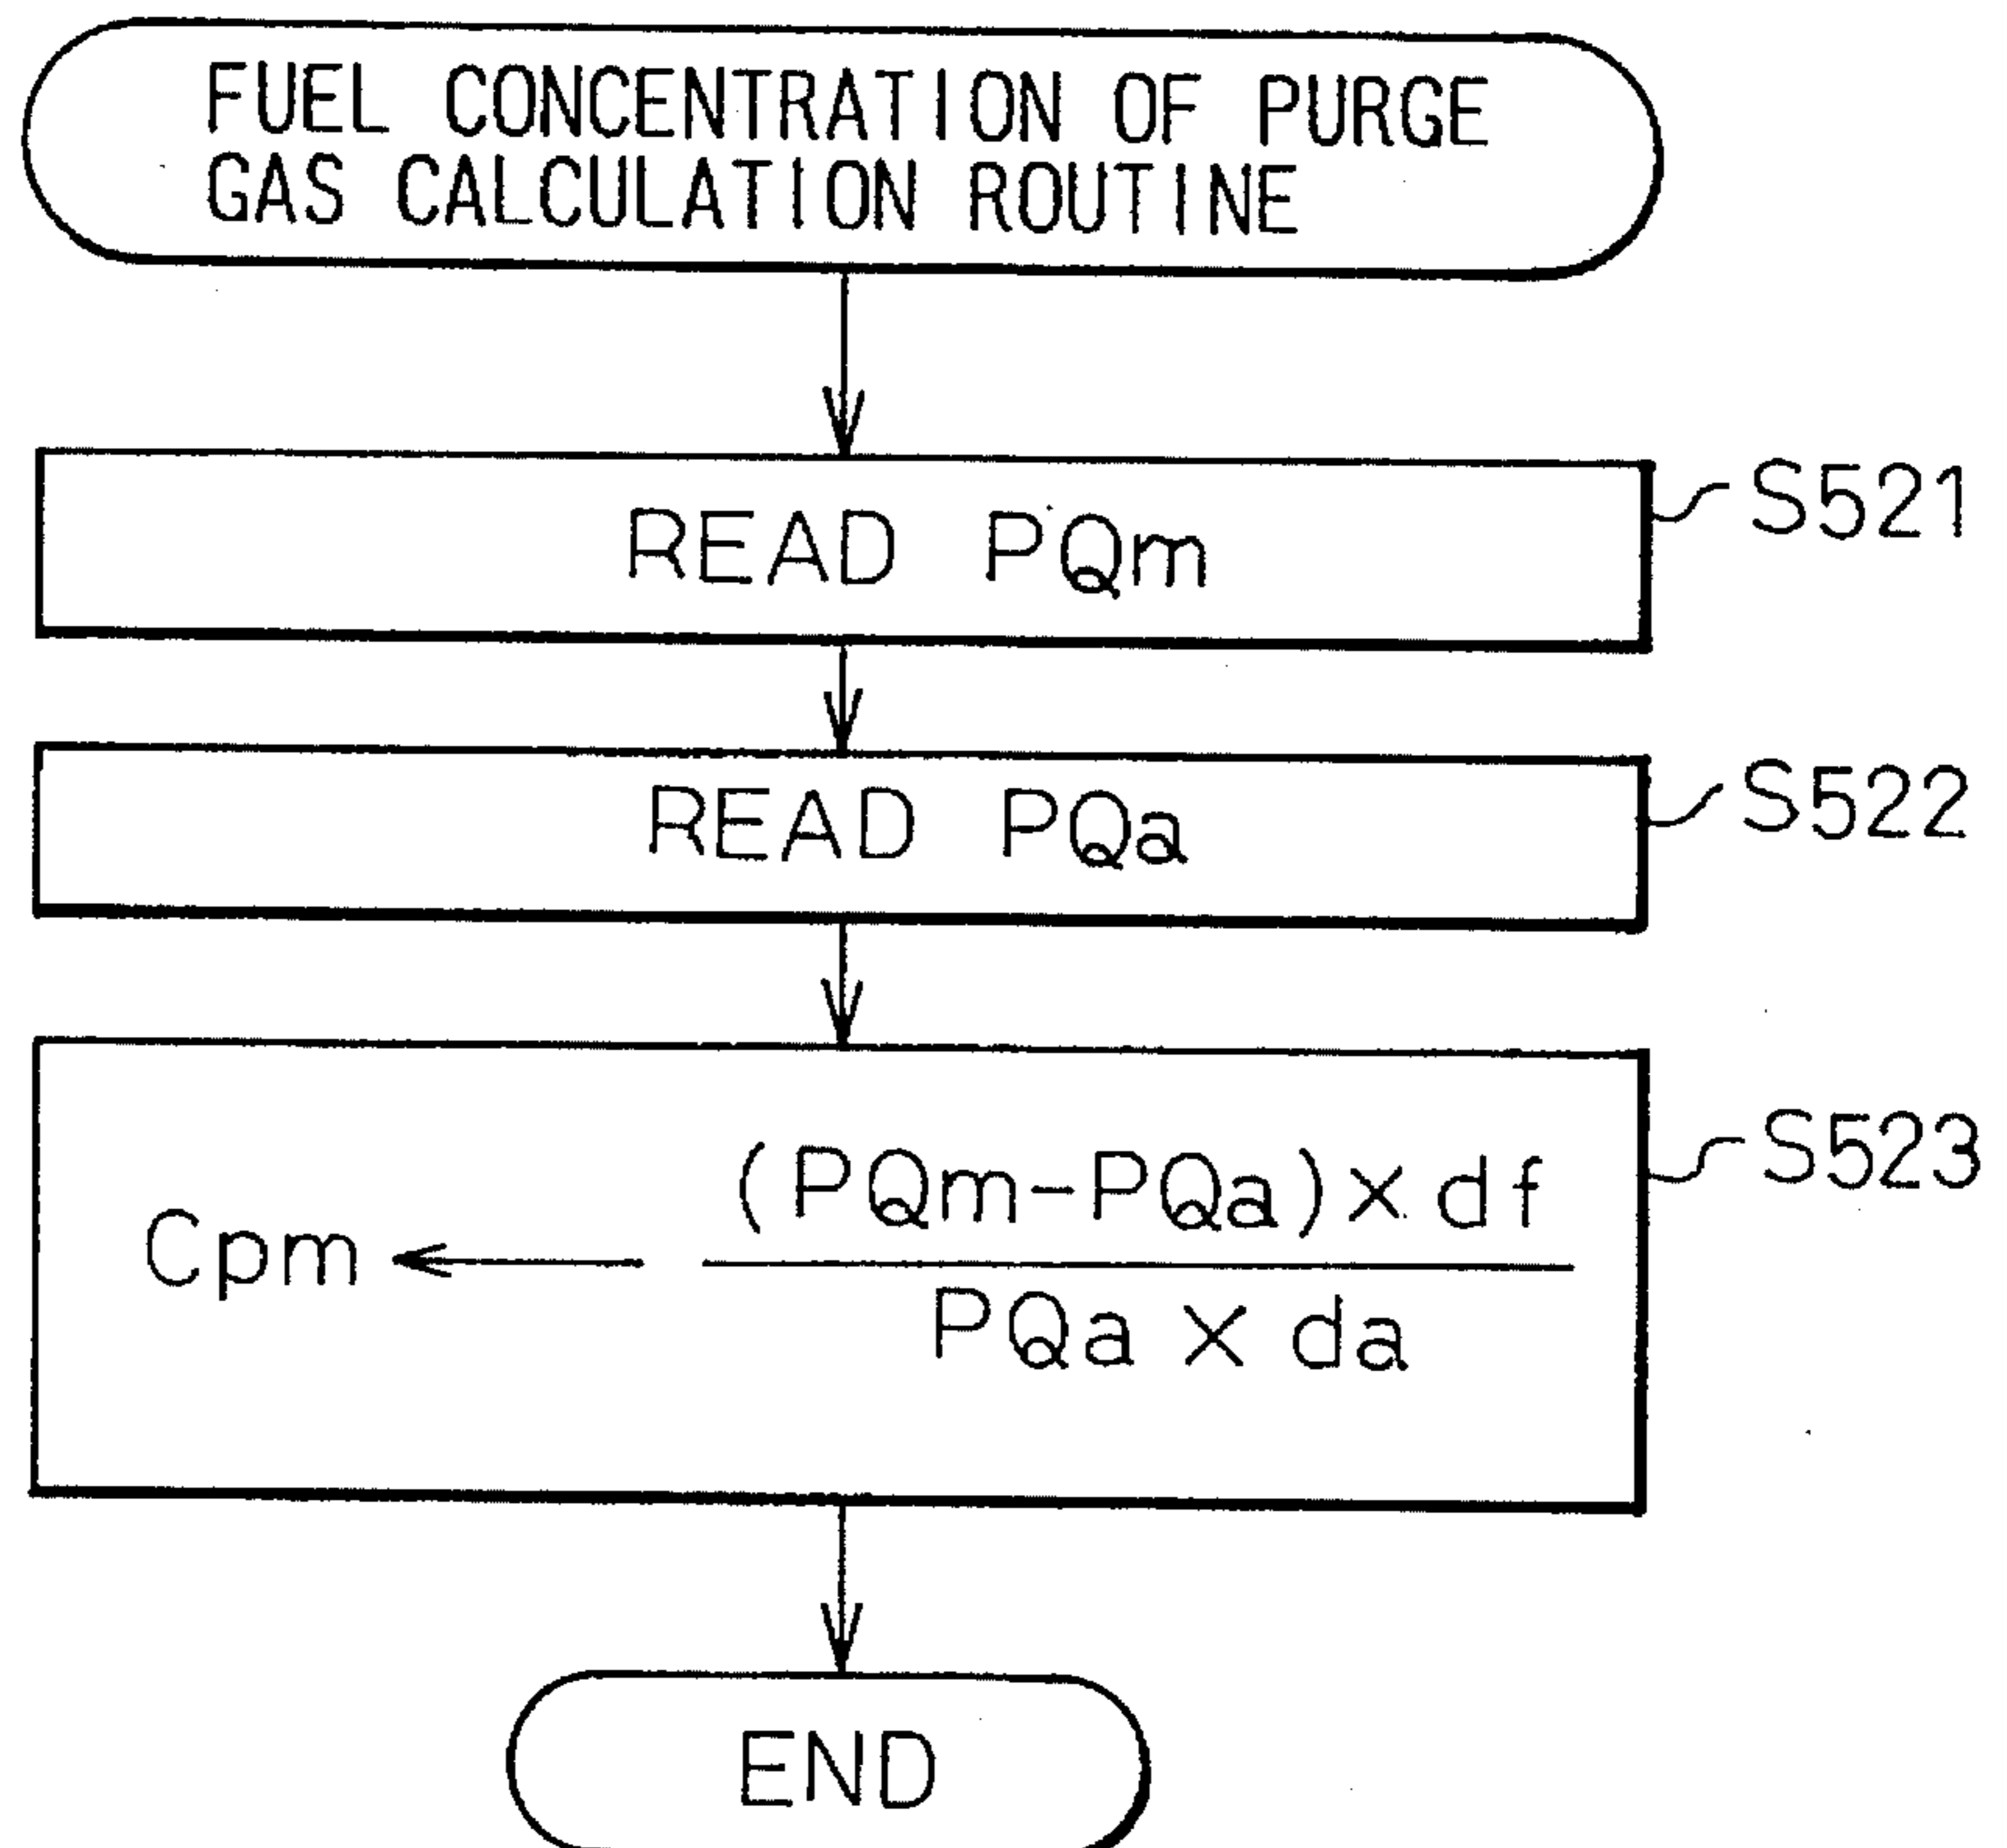 FUEL CONCENTRATION OF PURGE
GAS CALCULATION ROUTINE
READ PQm
S521
READ PQa
S522
Cpm ← (PQm-PQa)×df
PQa × da
S523
END